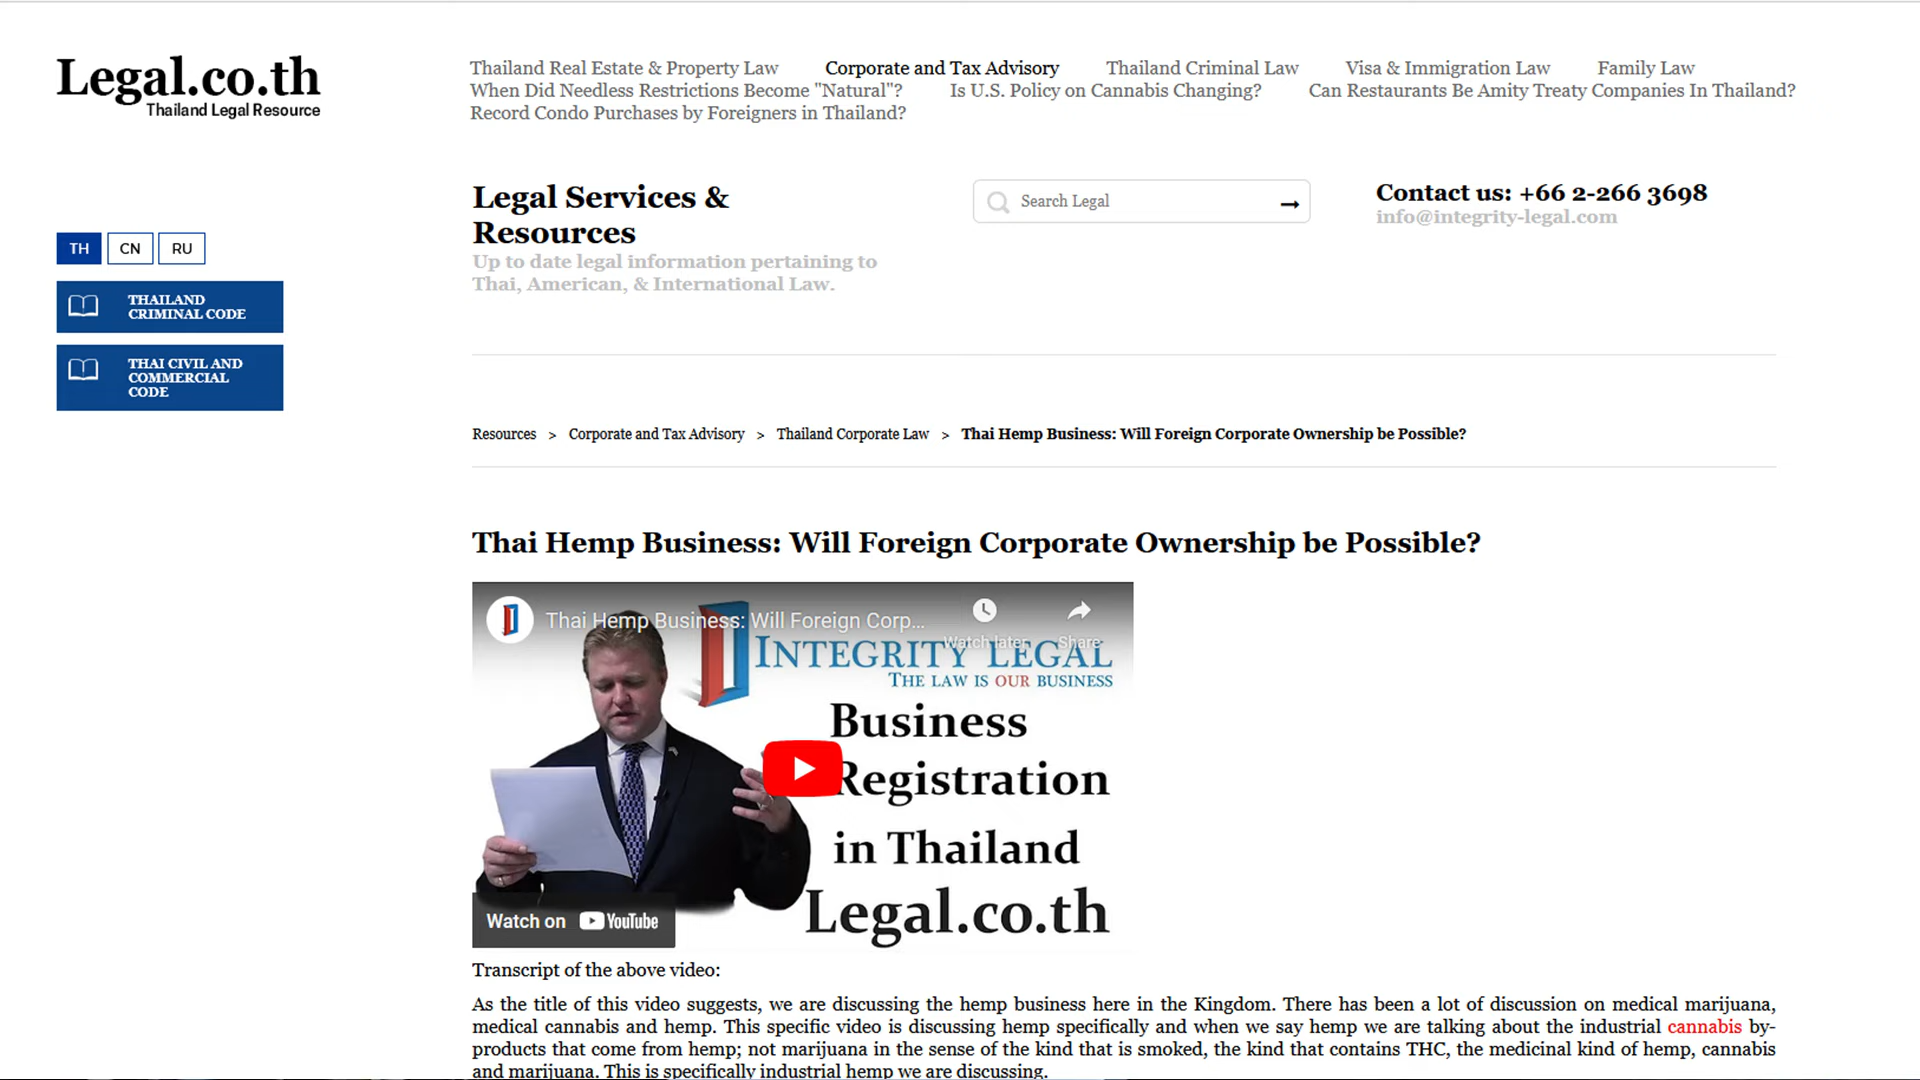 Legal.co.th
Thailand Legal Resource
Thailand Real Estate & Property Law
Corporate and Tax Advisory
Thailand Criminal Law
Visa & Immigration Law
Family Law
When Did Needless Restrictions Become "Natural"?
Is U.S. Policy on Cannabis Changing?
Can Restaurants Be Amity Treaty Companies In Thailand?
Record Condo Purchases by Foreigners in Thailand?
TH
CN
RU
THAILAND
CRIMINAL CODE
THAI CIVIL AND
COMMERCIAL
CODE
Legal Services &
Resources
Up to date legal information pertaining to
Thai, American, & International Law.
Search Legal
Contact us: +66 2-266 3698
info@integrity-legal.com
Resources > Corporate and Tax Advisory > Thailand Corporate Law > Thai Hemp Business: Will Foreign Corporate Ownership be Possible?
Thai Hemp Business: Will Foreign Corporate Ownership be Possible?
Thai Hemp Business: Will Foreign Corp...
Watch later
Share
INTEGRITY LEGAL
THE LAW IS OUR BUSINESS
Business
Registration
in Thailand
Legal.co.th
Watch on YouTube
Transcript of the above video:
As the title of this video suggests, we are discussing the hemp business here in the Kingdom. There has been a lot of discussion on medical marijuana,
medical cannabis and hemp. This specific video is discussing hemp specifically and when we say hemp we are talking about the industrial cannabis by-
products that come from hemp; not marijuana in the sense of the kind that is smoked, the kind that contains THC, the medicinal kind of hemp, cannabis
and marijuana. This is specifically industrial hemp we are discussing.